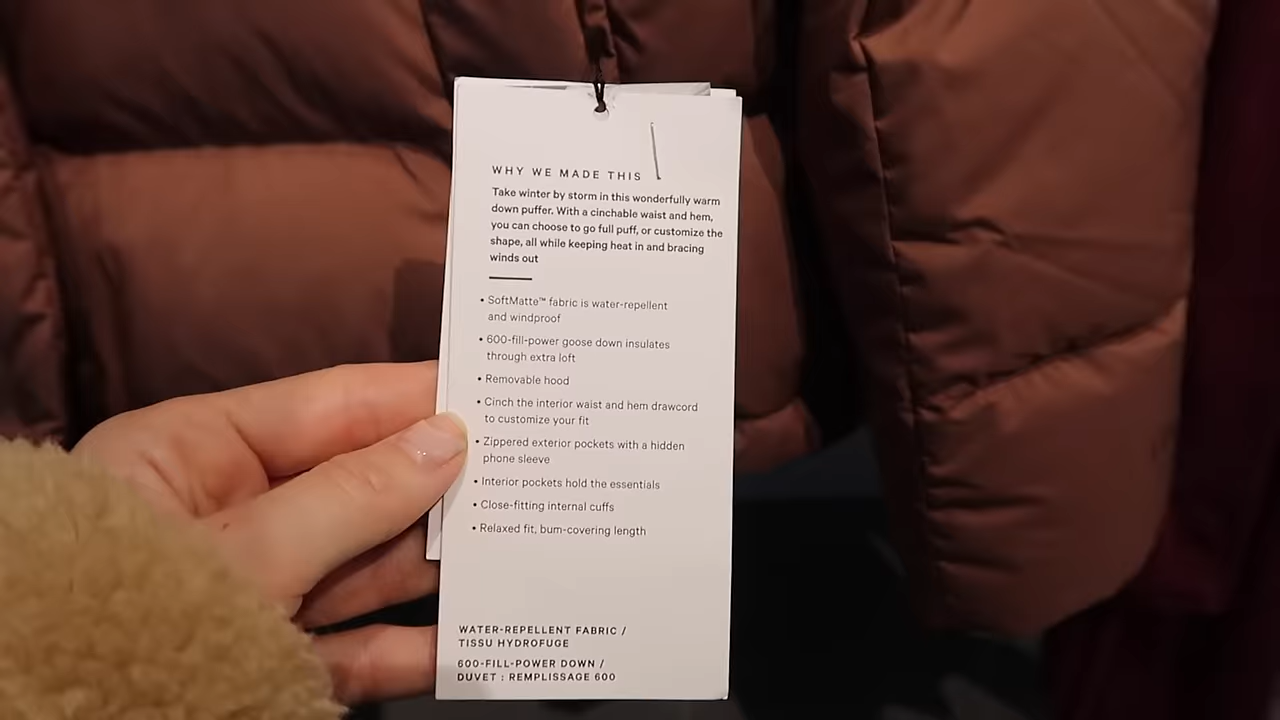 WHY WE MADE THIS
Take winter by storm in this wonderfully warm
down puffer. With a cinchable waist and hem,
you can choose to go full puff, or customize the
shape, all while keeping heat in and bracing
winds out
• SoftMatte™ fabric is water-repellent
and windproof
• 600-fill-power goose down insulates
through extra loft
• Removable hood
• Cinch the interior waist and hem drawcord
to customize your fit
• Zippered exterior pockets with a hidden
phone sleeve
• Interior pockets hold the essentials
• Close-fitting internal cuffs
• Relaxed fit, bum-covering length
WATER-REPELLENT FABRIC /
TISSU HYDROFUGE
600-FILL-POWER DOWN /
DUVET : REMPLISSAGE 600